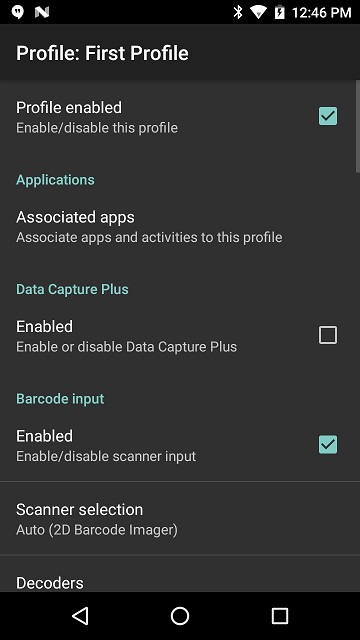 12:46 PM
Profile: First Profile
Profile enabled
Enable/disable this profile
Applications
Associated apps
Associate apps and activities to this profile
Data Capture Plus
Enabled
Enable or disable Data Capture Plus
Barcode input
Enabled
Enable/disable scanner input
Scanner selection
Auto (2D Barcode Imager)
Decoders